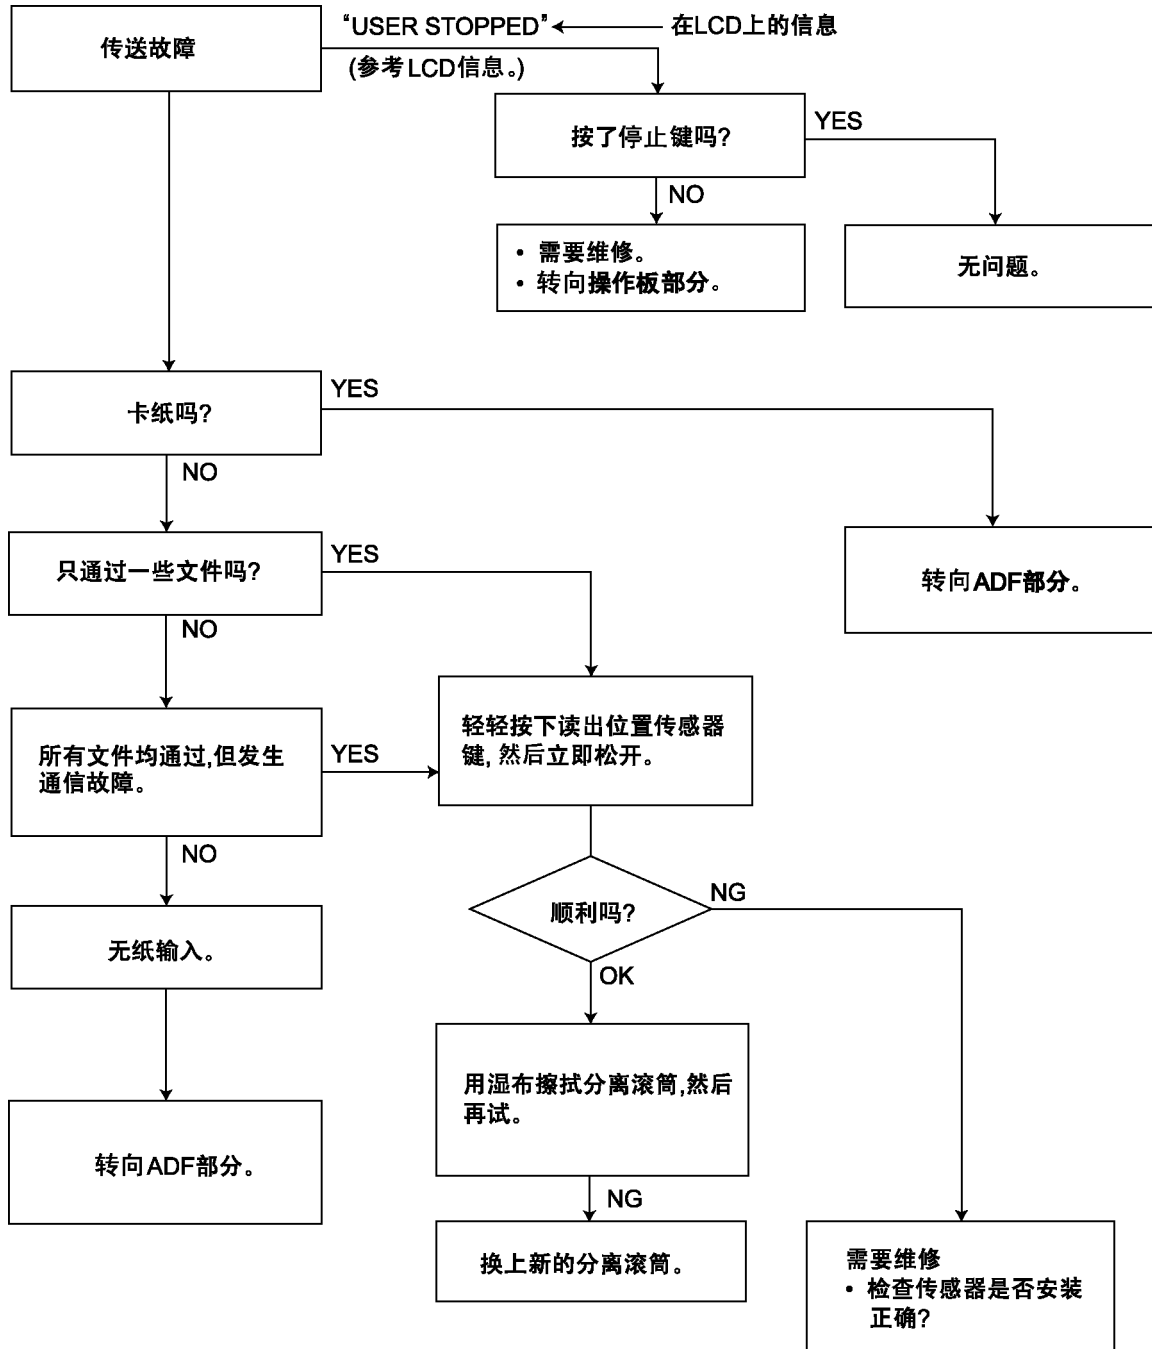 传送故障
“USER STOPPED”
在LCD上的信息
(参考LCD信息。)
按了停止键吗?
YES
NO
• 需要维修。
• 转向操作板部分。
无问题。
卡纸吗?
YES
NO
转向ADF部分。
只通过一些文件吗?
YES
NO
所有文件均通过,但发生
通信故障。
YES
NO
轻轻按下读出位置传感器
键, 然后立即松开。
顺利吗?
NG
OK
无纸输入。
转向ADF部分。
用湿布擦拭分离滚筒,然后
再试。
NG
换上新的分离滚筒。
需要维修
• 检查传感器是否安装
正确?